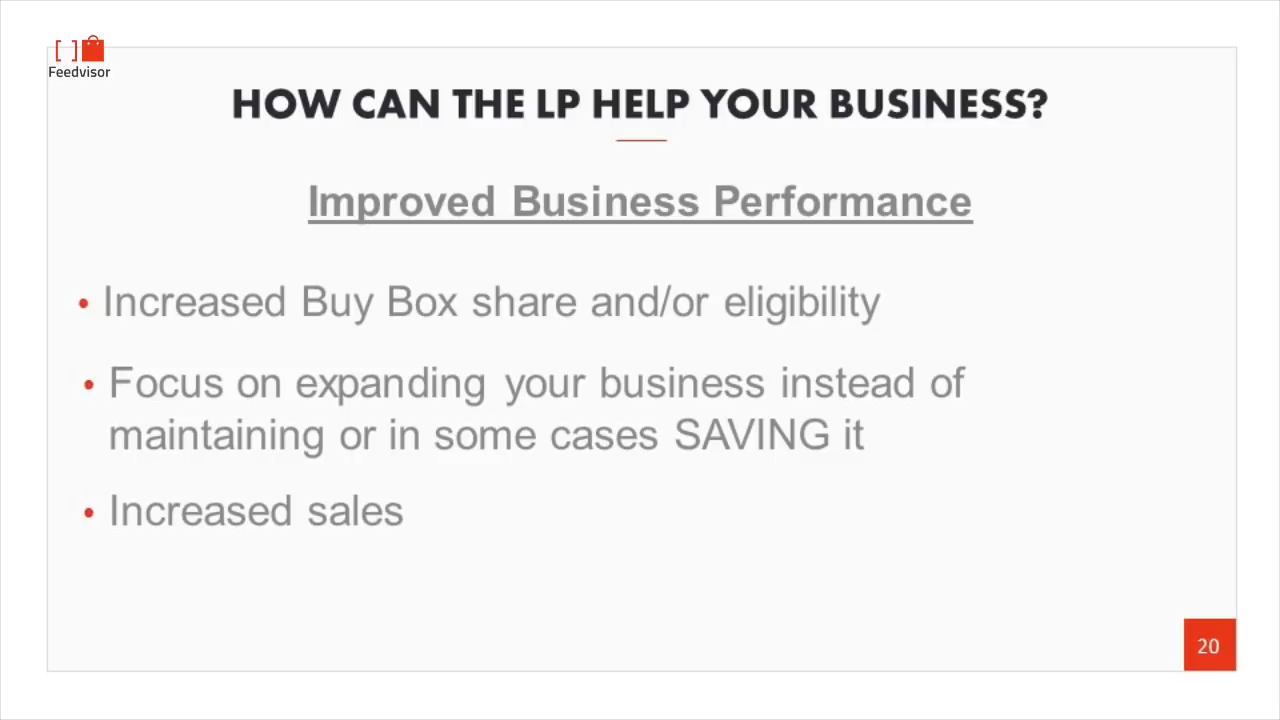 [ ]
Feedvisor
HOW CAN THE LP HELP YOUR BUSINESS?
Improved Business Performance
• Increased Buy Box share and/or eligibility
• Focus on expanding your business instead of
maintaining or in some cases SAVING it
• Increased sales
20